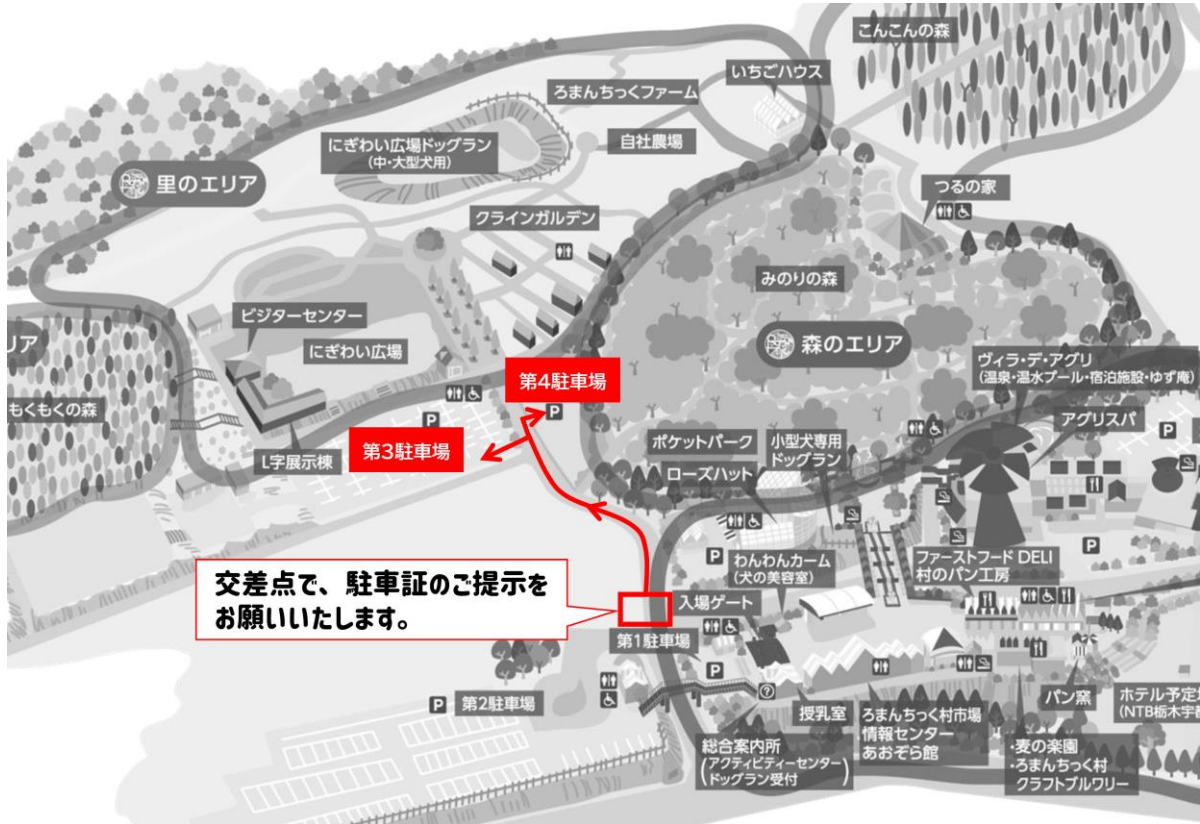 こんこんの森
いちごハウス
ろまんちっくファーム
にぎわい広場ドッグラン
(中・大型犬用)
自社農場
里のエリア
つるの家
クラインガルデン
みのりの森
ビジターセンター
にぎわい広場
森のエリア
リア
ヴィラ・デ・アグリ
(温泉・温水プール・宿泊施設・ゆず庵)
もくもくの森
第4駐車場
P
P
アグリスパ
P
第3駐車場
L字展示棟
ポケットパーク
小型犬専用
ドッグラン
ローズハット
P
わんわんカーム
(犬の美容室)
P
ファーストフード DELI
村のパン工房
交差点で、駐車証のご提示を
お願いいたします。
入場ゲート
第1駐車場
P
P 第2駐車場
?
授乳室
ろまんちっく村市場
情報センター
あおぞら館
パン窯
総合案内所
(アクティビティーセンター)
ドッグラン受付
・麦の楽園
・ろまんちっく村
クラフトブルワリー
ホテル予定
(NTB栃木宇